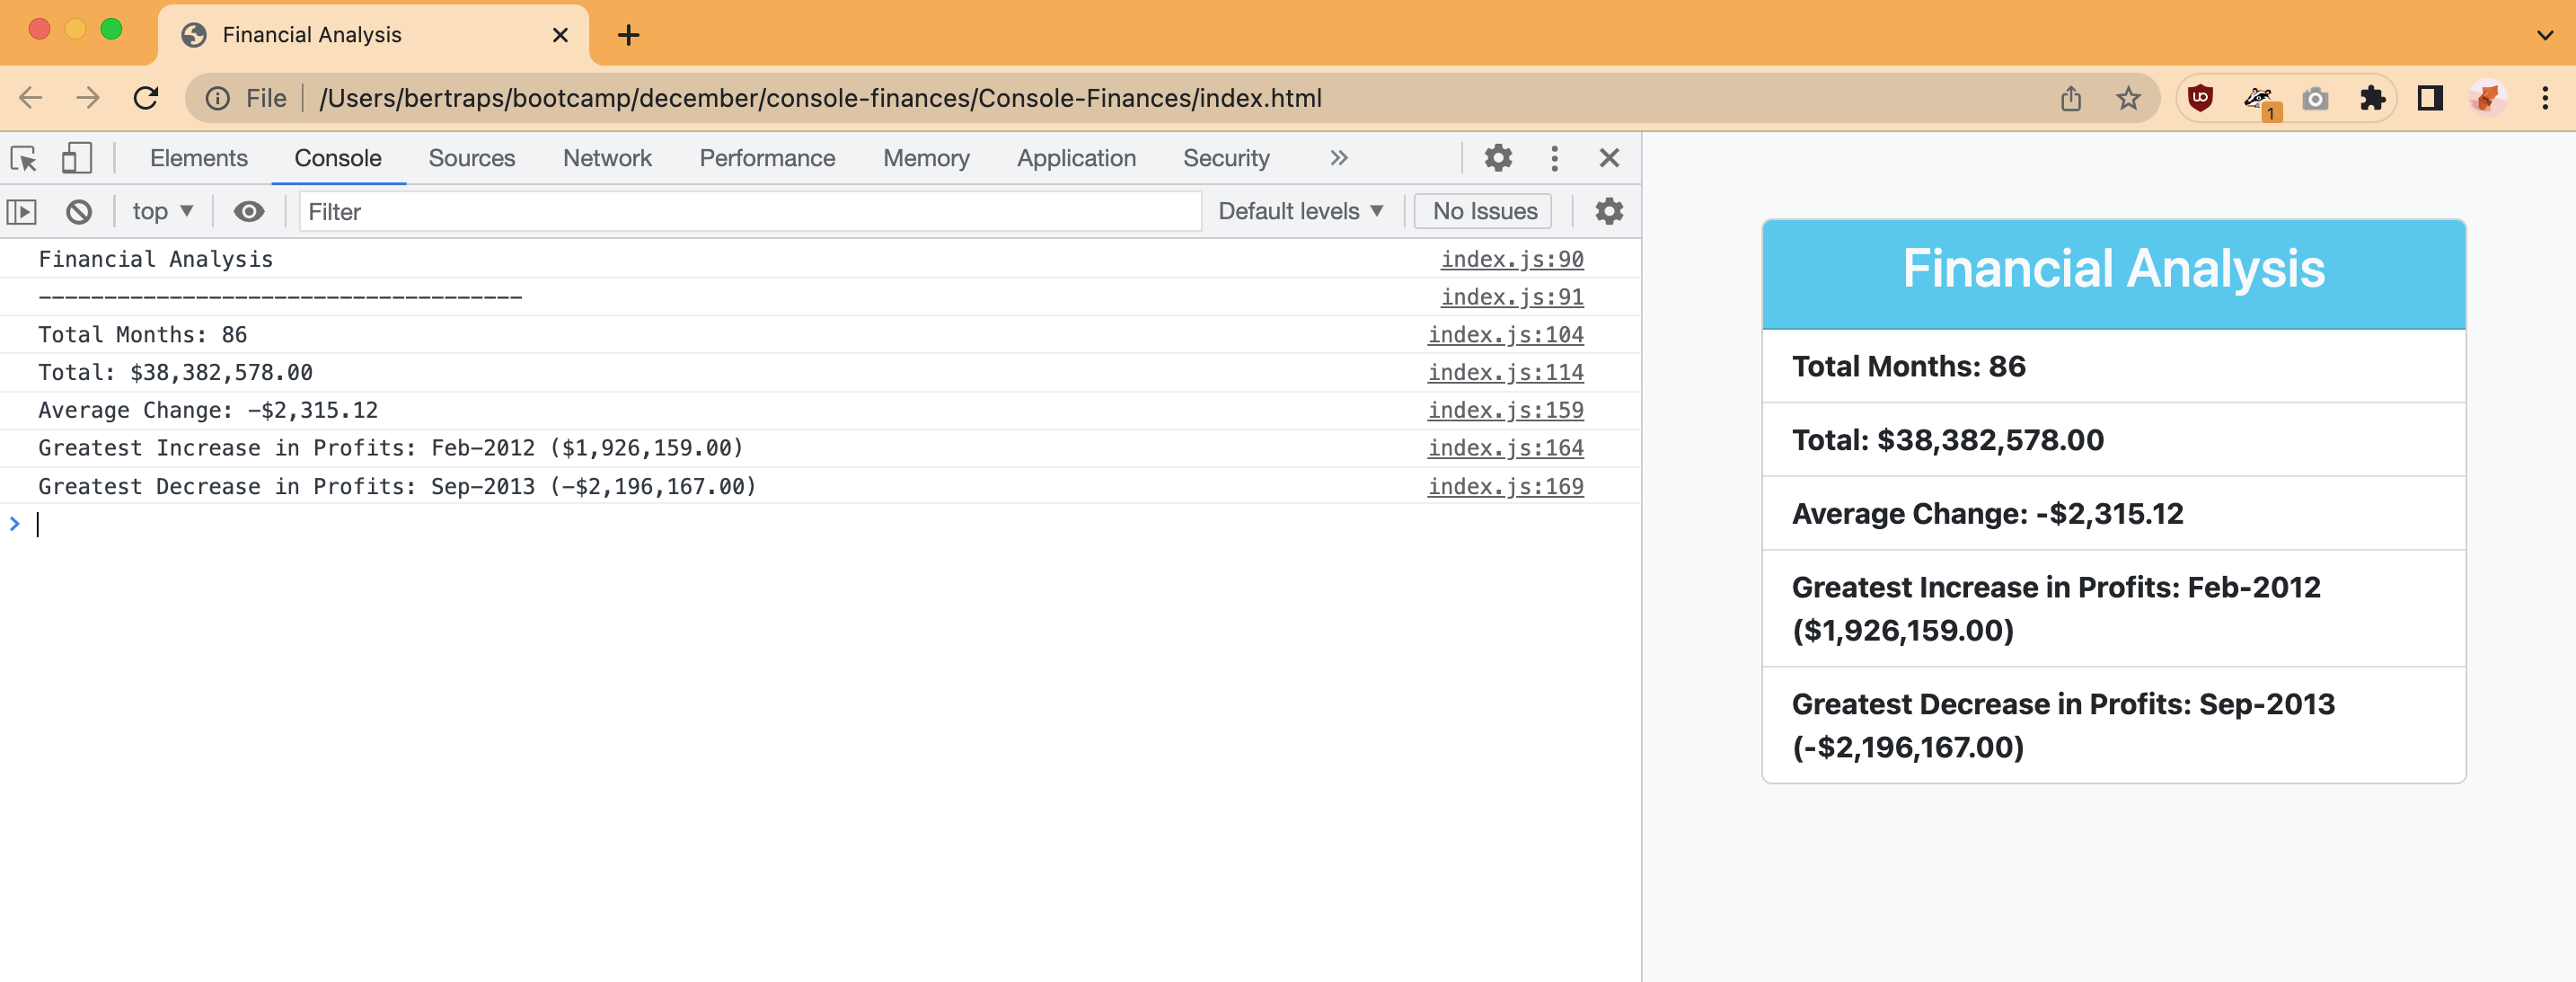 Financial Analysis
File /Users/bertraps/bootcamp/december/console-finances/Console-Finances/index.html
1
Elements Console Sources Network Performance Memory Application Security
top Filter Default levels No Issues
Financial Analysis index.js:90
------------------------------------- index.js:91
Total Months: 86 index.js:104
Total: $38,382,578.00 index.js:114
Average Change: -$2,315.12 index.js:159
Greatest Increase in Profits: Feb-2012 ($1,926,159.00) index.js:164
Greatest Decrease in Profits: Sep-2013 (-$2,196,167.00) index.js:169
Financial Analysis
Total Months: 86
Total: $38,382,578.00
Average Change: -$2,315.12
Greatest Increase in Profits: Feb-2012
($1,926,159.00)
Greatest Decrease in Profits: Sep-2013
(-$2,196,167.00)